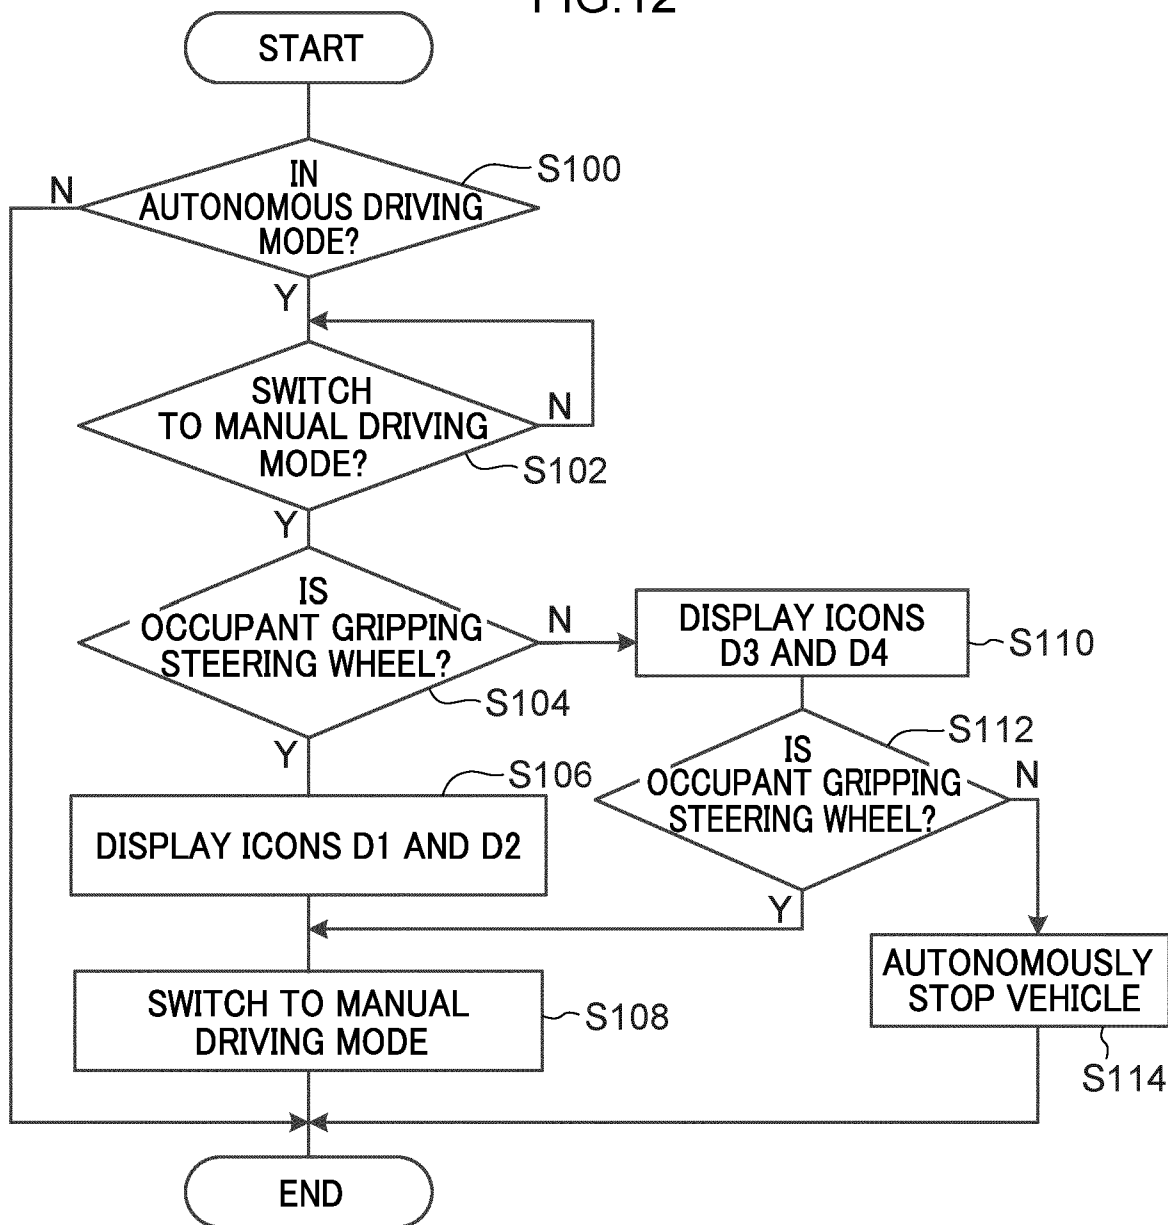 FIG.12
START
IN
AUTONOMOUS DRIVING
MODE?
S100
N
Y
SWITCH
TO MANUAL DRIVING
MODE?
N
S102
Y
IS
OCCUPANT GRIPPING
STEERING WHEEL?
N
S104
Y
DISPLAY ICONS
D3 AND D4
S110
S112
IS
OCCUPANT GRIPPING
STEERING WHEEL?
N
Y
S106
DISPLAY ICONS D1 AND D2
SWITCH TO MANUAL
DRIVING MODE
S108
AUTONOMOUSLY
STOP VEHICLE
S114
END